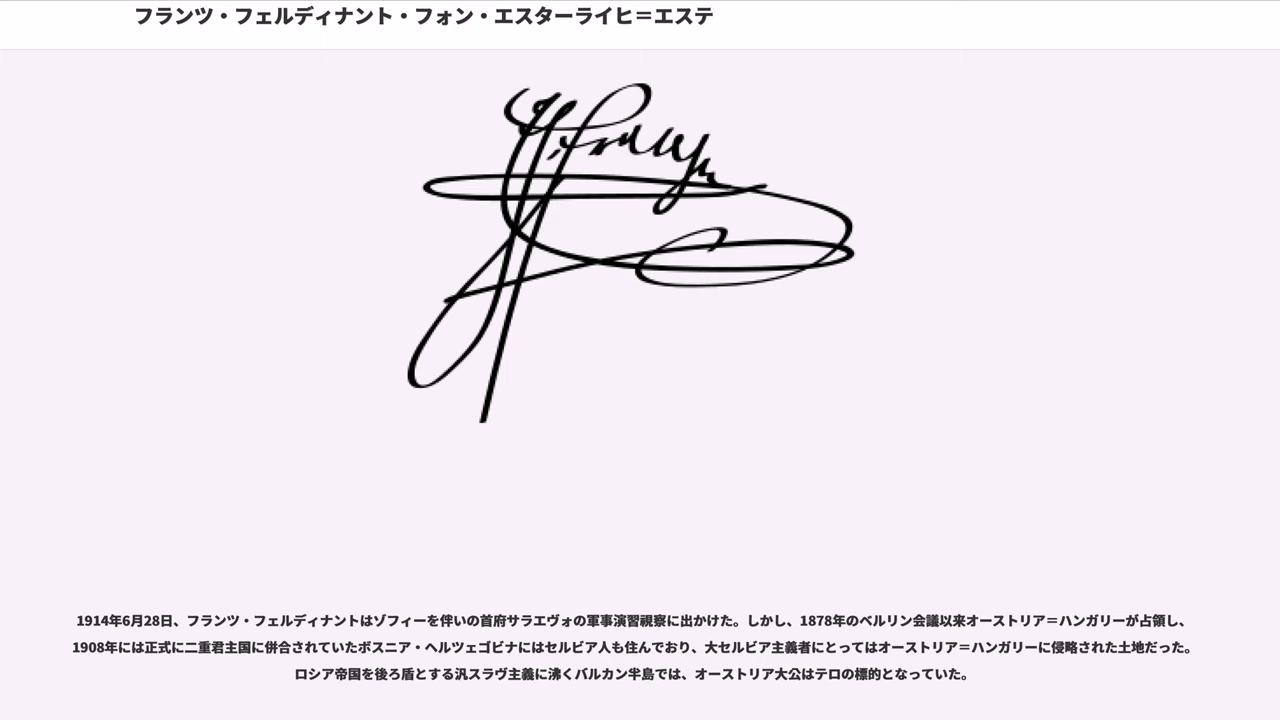 フランツ・フェルディナント・フォン・エスターライヒ＝エステ
1914年6月28日、フランツ・フェルディナントはゾフィーを伴いの首府サラエヴォの軍事演習視察に出かけた。しかし、1878年のベルリン会議以来オーストリア＝ハンガリーが占領し、
1908年には正式に二重君主国に併合されていたボスニア・ヘルツェゴビナにはセルビア人も住んでおり、大セルビア主義者にとってはオーストリア＝ハンガリーに侵略された土地だった。
ロシア帝国を後ろ盾とする汎スラヴ主義に沸くバルカン半島では、オーストリア大公はテロの標的となっていた。